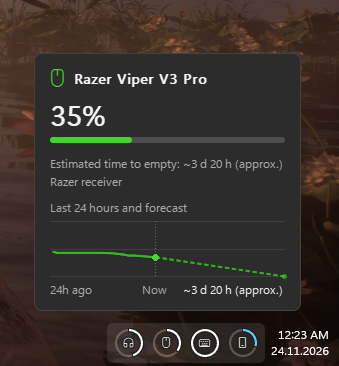 Razer Viper V3 Pro
35%
Estimated time to empty: ~3 d 20 h (approx.)
Razer receiver
Last 24 hours and forecast
24h ago Now ~3 d 20 h (approx.)
12:23 AM
24.11.2026